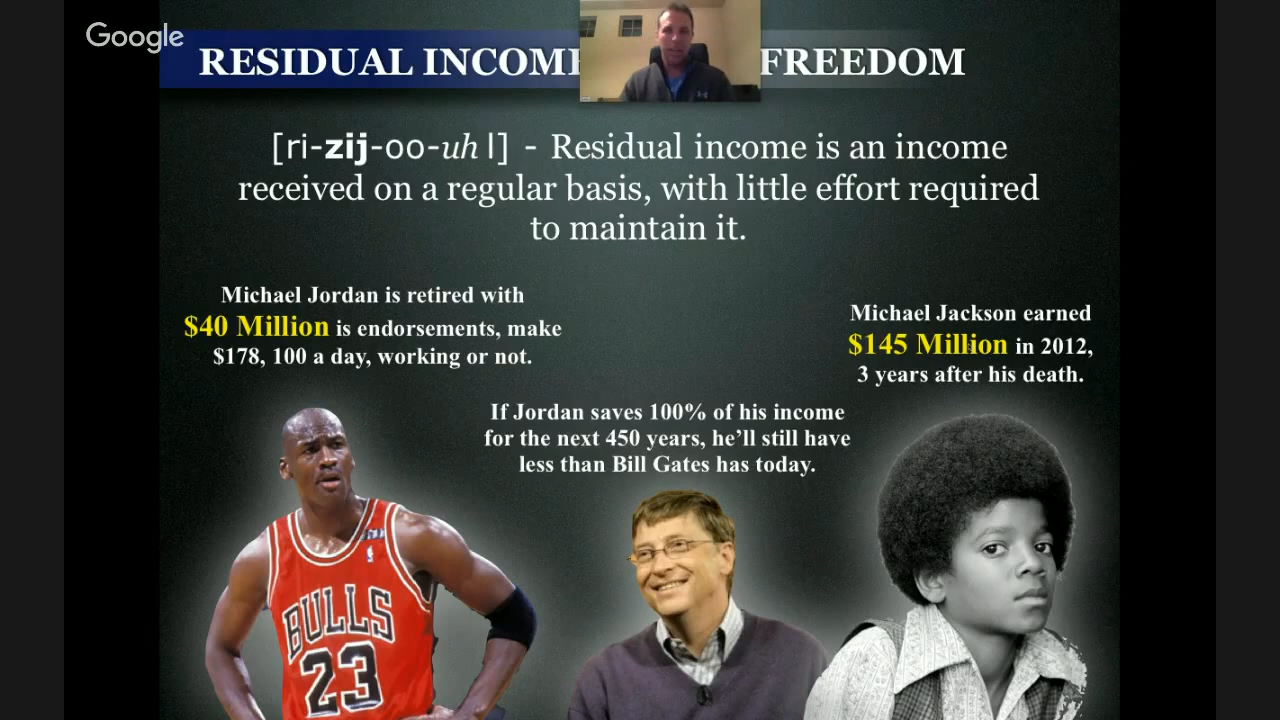 Google
RESIDUAL INCOME FREEDOM
[ri-zij-oo-uh l] - Residual income is an income
received on a regular basis, with little effort required
to maintain it.
Michael Jordan is retired with
$40 Million is endorsements, make
$178, 100 a day, working or not.
Michael Jackson earned
$145 Million in 2012,
3 years after his death.
If Jordan saves 100% of his income
for the next 450 years, he'll still have
less than Bill Gates has today.
BULLS
23